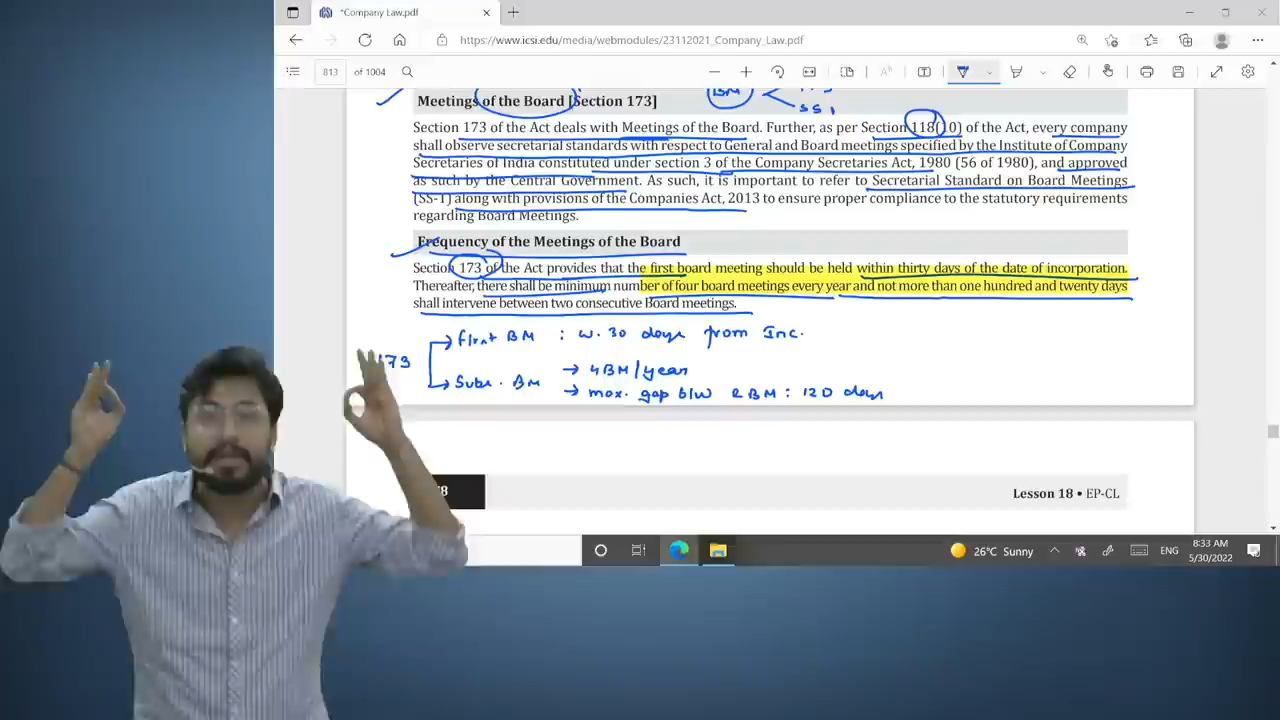 *Company Law.pdf
https://www.icsi.edu/media/webmodules/23112021_Company_Law.pdf
813 of 1004
Meetings of the Board [Section 173]
BM
SS 1
Section 173 of the Act deals with Meetings of the Board. Further, as per Section 118(10) of the Act, every company
shall observe secretarial standards with respect to General and Board meetings specified by the Institute of Company
Secretaries of India constituted under section 3 of the Company Secretaries Act, 1980 (56 of 1980), and approved
as such by the Central Government. As such, it is important to refer to Secretarial Standard on Board Meetings
(SS-1) along with provisions of the Companies Act, 2013 to ensure proper compliance to the statutory requirements
regarding Board Meetings.
Frequency of the Meetings of the Board
Section 173 of the Act provides that the first board meeting should be held within thirty days of the date of incorporation.
Thereafter, there shall be minimum number of four board meetings every year and not more than one hundred and twenty days
shall intervene between two consecutive Board meetings.
First BM : w. 30 days from Inc.
173
Subs. BM → 4BM/year
→ max. gap b/w 2BM : 120 days
8
Lesson 18 • EP-CL
26°C Sunny
ENG
8:33 AM
5/30/2022